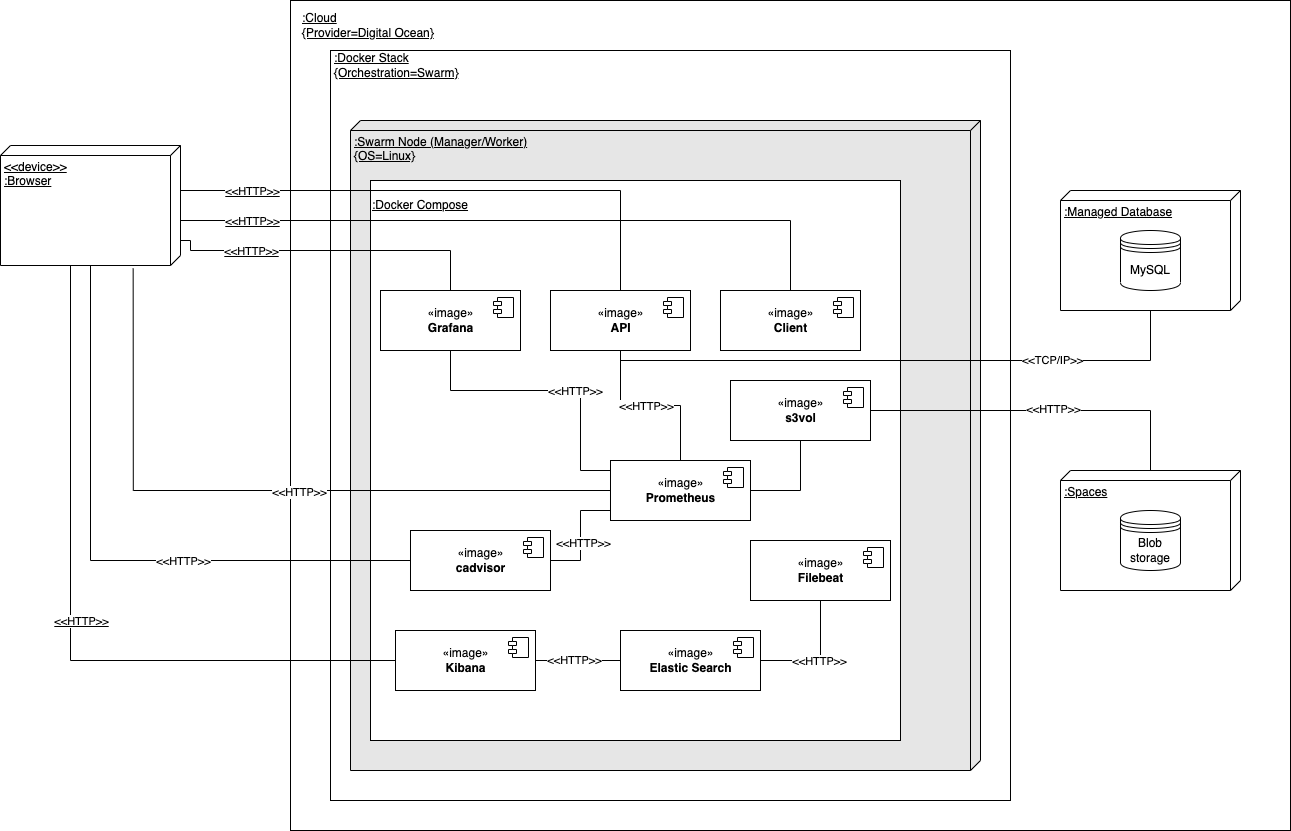 :Cloud
{Provider=Digital Ocean}
:Docker Stack
{Orchestration=Swarm}
:Swarm Node (Manager/Worker)
{OS=Linux}
<<device>>
:Browser
<<HTTP>>
:Docker Compose
<<HTTP>>
<<HTTP>>
:Managed Database
MySQL
«image»
Grafana
«image»
API
«image»
Client
<<TCP/IP>>
<<HTTP>>
<<HTTP>>
«image»
s3vol
<<HTTP>>
«image»
Prometheus
<<HTTP>>
:Spaces
Blob
storage
<<HTTP>>
«image»
cadvisor
<<HTTP>>
«image»
Filebeat
<<HTTP>>
«image»
Kibana
<<HTTP>>
«image»
Elastic Search
<<HTTP>>